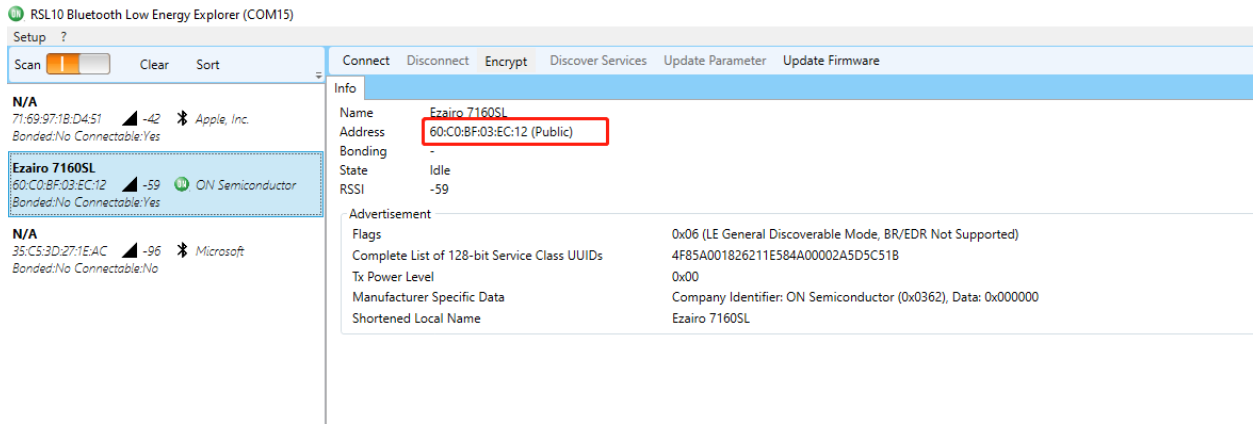 RSL10 Bluetooth Low Energy Explorer (COM15)
Setup ?
Scan Clear Sort
Connect Disconnect Encrypt Discover Services Update Parameter Update Firmware
N/A
71:69:97:1B:D4:51 -42 Apple, Inc.
Bonded:No Connectable:Yes
Ezairo 7160SL
60:C0:BF:03:EC:12 -59 ON ON Semiconductor
Bonded:No Connectable:Yes
N/A
35:C5:3D:27:1E:AC -96 Microsoft
Bonded:No Connectable:No
Info
Name Ezairo 7160SL
Address 60:C0:BF:03:EC:12 (Public)
Bonding -
State Idle
RSSI -59
Advertisement
Flags 0x06 (LE General Discoverable Mode, BR/EDR Not Supported)
Complete List of 128-bit Service Class UUIDs 4F85A001826211E584A00002A5D5C51B
Tx Power Level 0x00
Manufacturer Specific Data Company Identifier: ON Semiconductor (0x0362), Data: 0x000000
Shortened Local Name Ezairo 7160SL